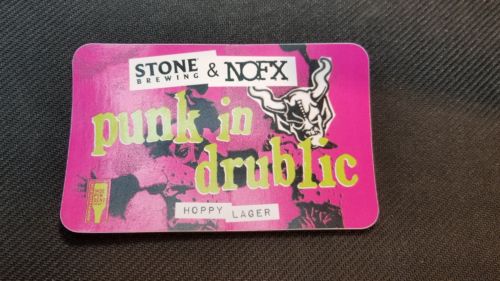 STONE & NOFX
BREWING
punk in
drublic
HOPPY LAGER